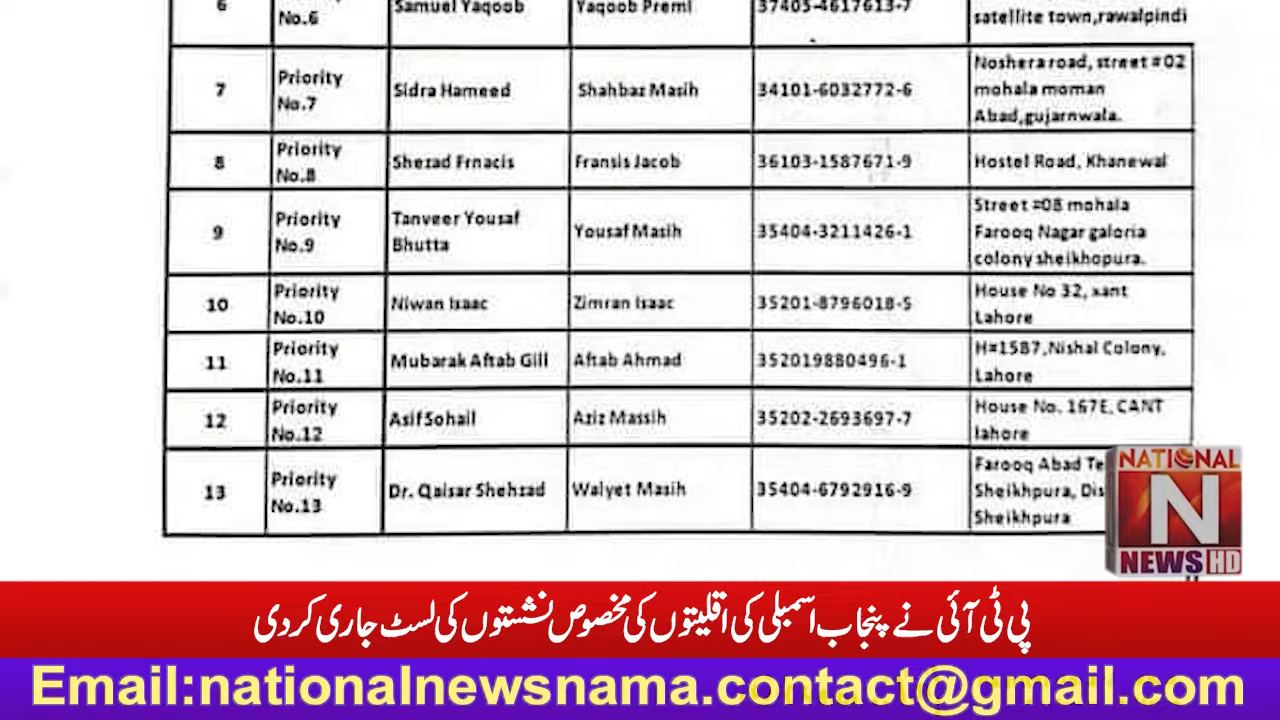 6 No.6 Samuel Yaqoob Yaqoob Premi 37405-4617613-7 satellite town,rawalpindi
7 Priority No.7 Sidra Hameed Shahbaz Masih 34101-6032772-6 Noshera road, street #02 mohala moman Abad,gujarnwala.
8 Priority No.8 Shezad Frnacis Fransis Jacob 36103-1587671-9 Hostel Road, Khanewal
9 Priority No.9 Tanveer Yousaf Bhutta Yousaf Masih 35404-3211426-1 Street #08 mohala Farooq Nagar galoria colony sheikhopura.
10 Priority No.10 Niwan Isaac Zimran Isaac 35201-8796018-5 House No 32, xant Lahore
11 Priority No.11 Mubarak Aftab Gill Aftab Ahmad 352019880496-1 H#1587,Nishal Colony, Lahore
12 Priority No.12 Asif Sohail Aziz Massih 35202-2693697-7 House No. 167E, CANT lahore
13 Priority No.13 Dr. Qaisar Shehzad Walyet Masih 35404-6792916-9 Farooq Abad Te Sheikhpura, Dis Sheikhpura
NATIONAL
N
NEWS HD
پی ٹی آئی نے پنجاب اسمبلی کی اقلیتوں کی مخصوص نشستوں کی لسٹ جاری کردی
Email:nationalnewsnama.contact@gmail.com